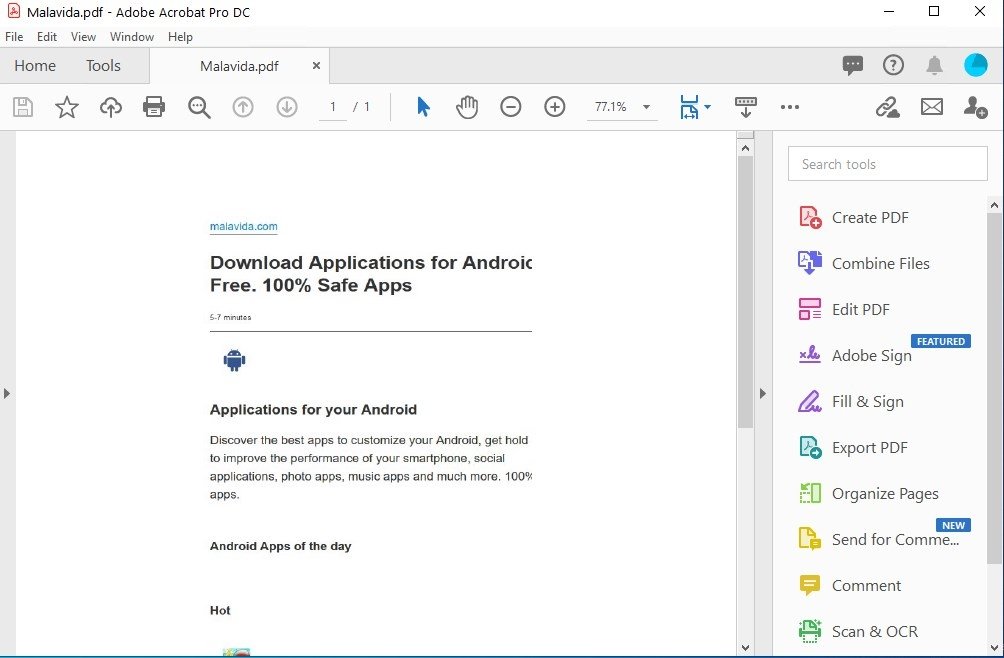 Malavida.pdf - Adobe Acrobat Pro DC
File Edit View Window Help
Home Tools Malavida.pdf
1 / 1 77.1%
malavida.com
Download Applications for Android
Free. 100% Safe Apps
5-7 minutes
Applications for your Android
Discover the best apps to customize your Android, get hold
to improve the performance of your smartphone, social
applications, photo apps, music apps and much more. 100%
apps.
Android Apps of the day
Hot
Search tools
Create PDF
Combine Files
Edit PDF
FEATURED
Adobe Sign
Fill & Sign
Export PDF
Organize Pages
NEW
Send for Comme...
Comment
Scan & OCR